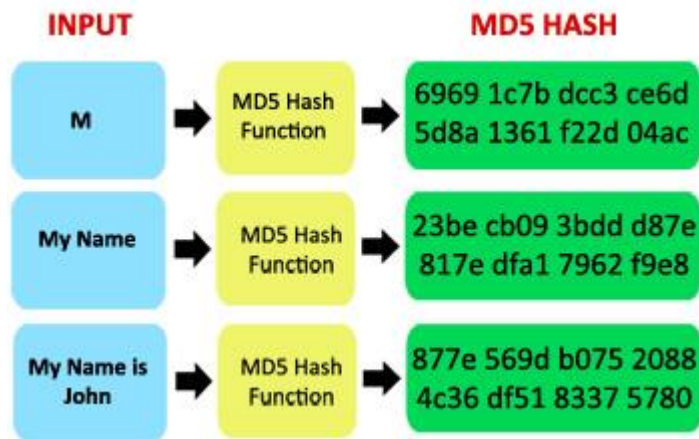 INPUT
MD5 HASH
M
MD5 Hash
Function
6969 1c7b dcc3 ce6d
5d8a 1361 f22d 04ac
My Name
MD5 Hash
Function
23be cb09 3bdd d87e
817e dfa1 7962 f9e8
My Name is
John
MD5 Hash
Function
877e 569d b075 2088
4c36 df51 8337 5780